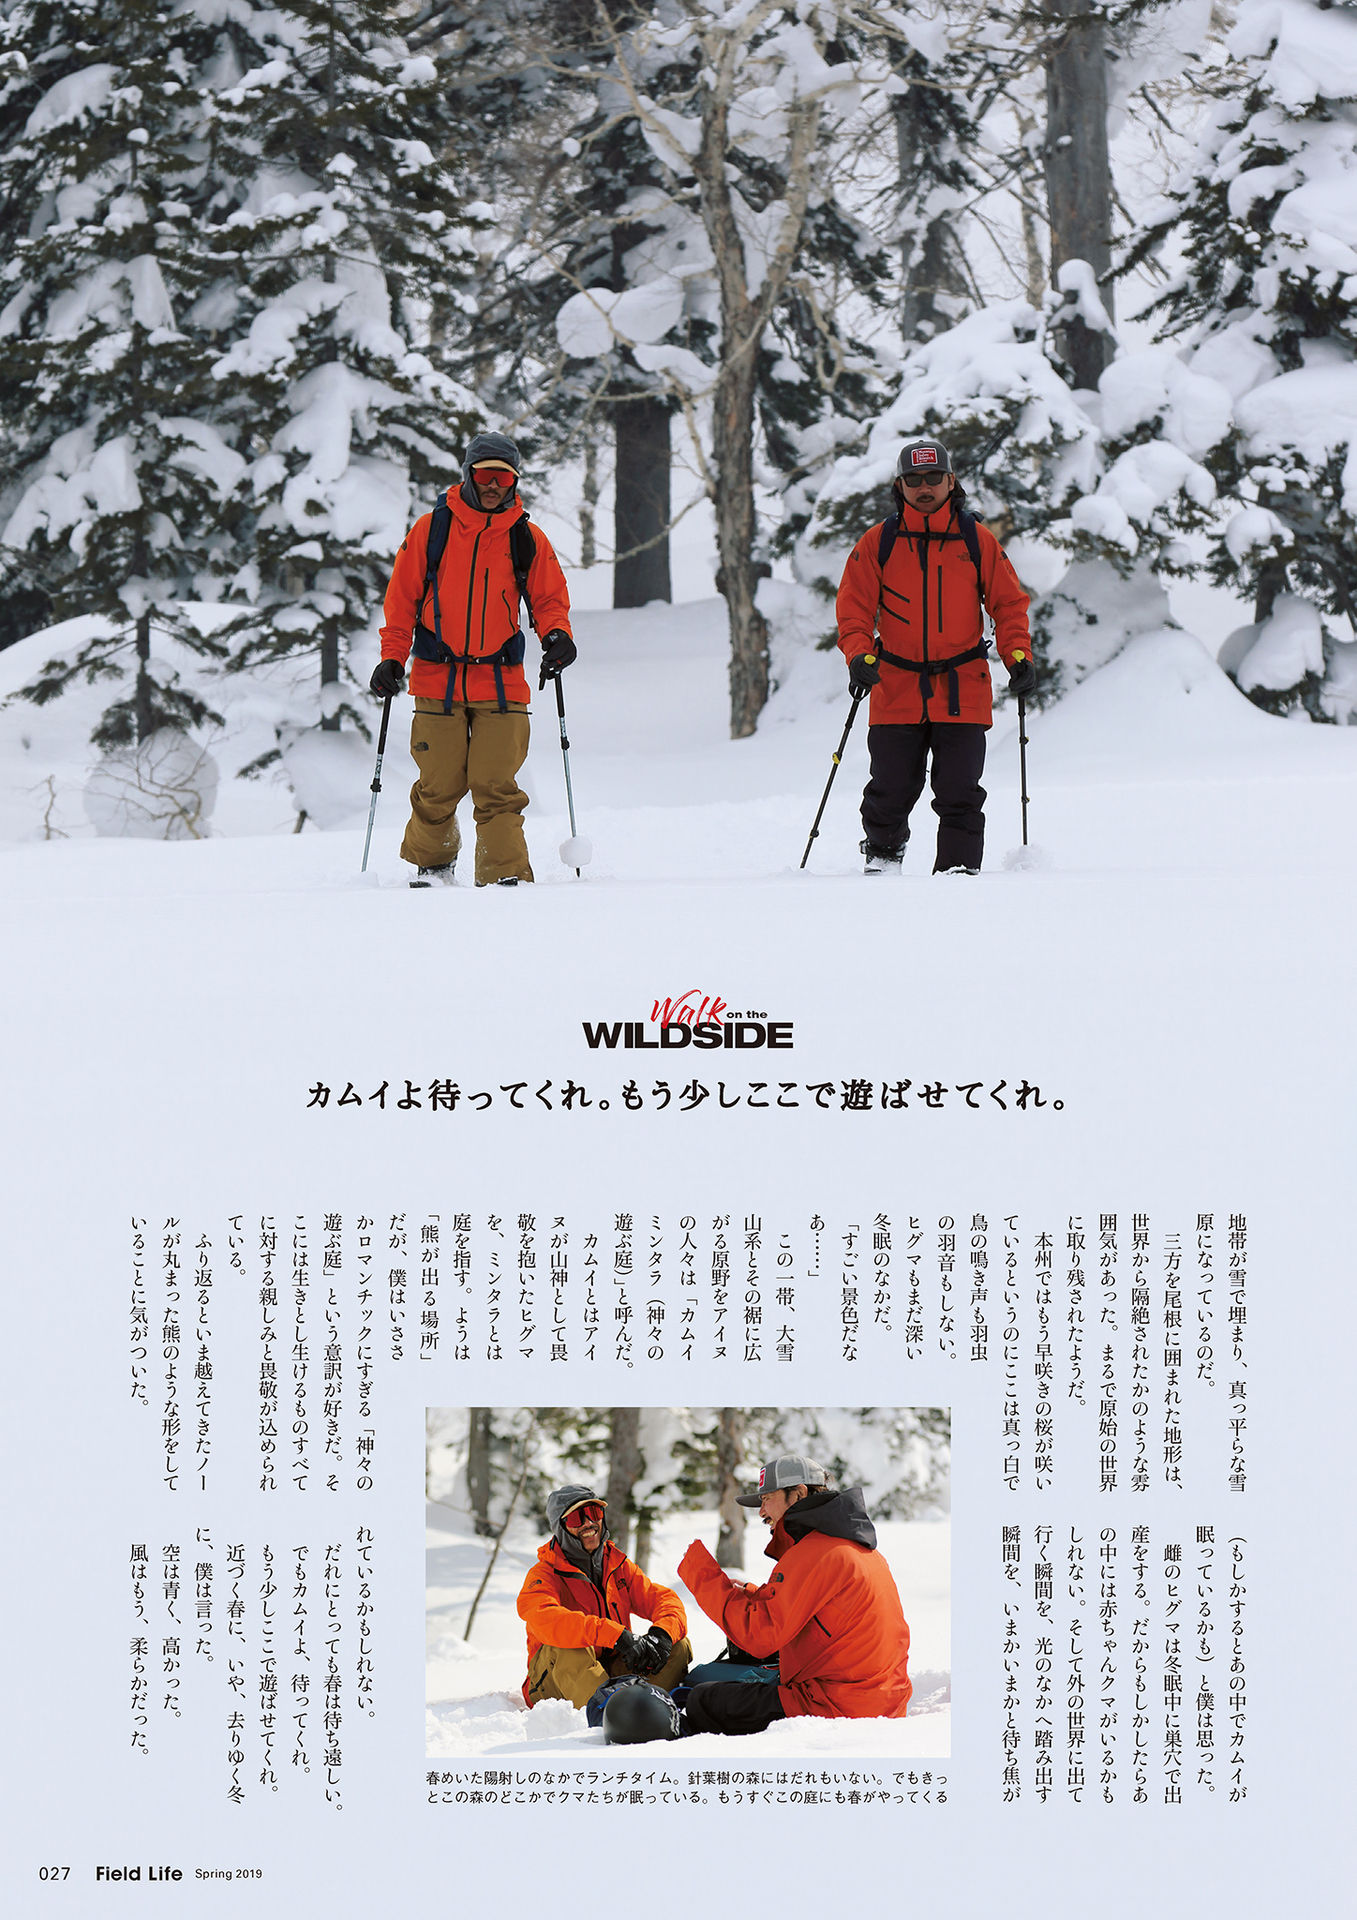 Walk on the
WILDSIDE
カムイよ待ってくれ。もう少しここで遊ばせてくれ。
地帯が雪で埋まり、真っ平らな雪
原になっているのだ。
三方を尾根に囲まれた地形は、
世界から隔絶されたかのような雰
囲気があった。まるで原始の世界
に取り残されたようだ。
本州ではもう早咲きの桜が咲い
ているというのにここは真っ白で
鳥の鳴き声も羽虫
の羽音もしない。
ヒグマもまだ深い
冬眠のなかだ。
「すごい景色だな
あ……」
この一帯、大雪
山系とその裾に広
がる原野をアイヌ
の人々は「カムイ
ミンタラ（神々の
遊ぶ庭）」と呼んだ。
カムイとはアイ
ヌが山神として畏
敬を抱いたヒグマ
を、ミンタラとは
庭を指す。ようは
「熊が出る場所」
だが、僕はいささ
かロマンチックにすぎる「神々の
遊ぶ庭」という意訳が好きだ。そ
こには生きとし生けるものすべて
に対する親しみと畏敬が込められ
ている。
ふり返るといま越えてきたノー
ルが丸まった熊のような形をして
いることに気がついた。
（もしかするとあの中でカムイが
眠っているかも）と僕は思った。
雌のヒグマは冬眠中に巣穴で出
産をする。だからもしかしたらあ
の中には赤ちゃんクマがいるかも
しれない。そして外の世界に出て
行く瞬間を、光のなかへ踏み出す
瞬間を、いまかいまかと待ち焦が
れているかもしれない。
だれにとっても春は待ち遠しい。
でもカムイよ、待ってくれ。
もう少しここで遊ばせてくれ。
近づく春に、いや、去りゆく冬
に、僕は言った。
空は青く、高かった。
風はもう、柔らかだった。
春めいた陽射しのなかでランチタイム。針葉樹の森にはだれもいない。でもきっ
とこの森のどこかでクマたちが眠っている。もうすぐこの庭にも春がやってくる
027 Field Life Spring 2019